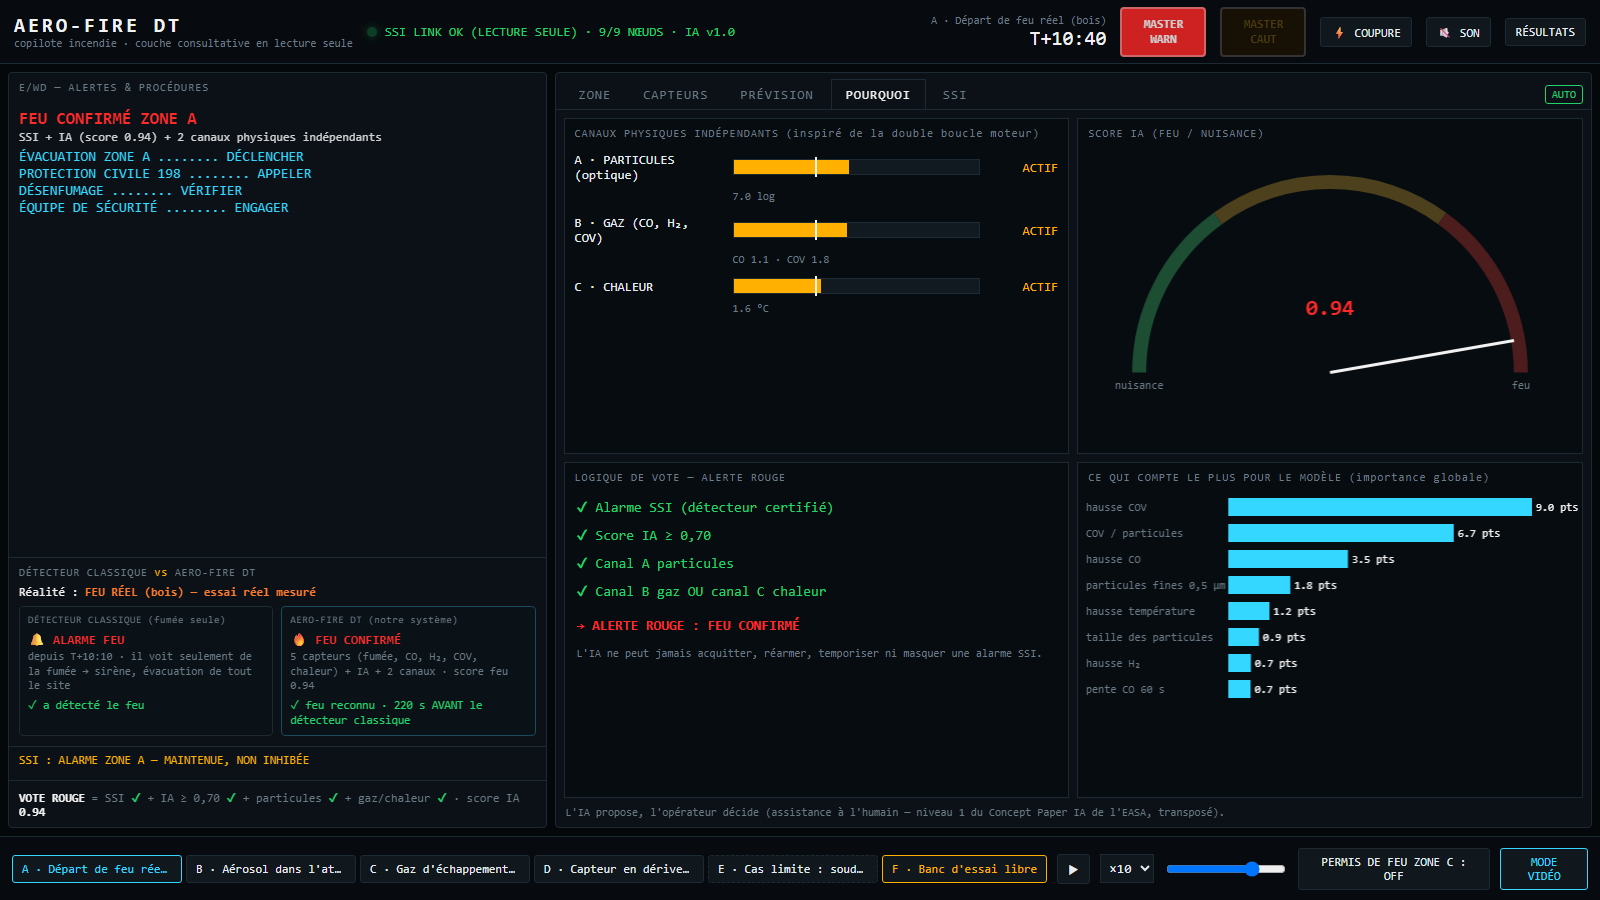 AERO-FIRE DT
copilote incendie · couche consultative en lecture seule
SSI LINK OK (LECTURE SEULE) · 9/9 NŒUDS · IA v1.0
A · Départ de feu réel (bois)
T+10:40
MASTER
WARN
MASTER
CAUT
COUPURE
SON
RÉSULTATS
E/WD — ALERTES & PROCÉDURES
FEU CONFIRMÉ ZONE A
SSI + IA (score 0.94) + 2 canaux physiques indépendants
ÉVACUATION ZONE A ........ DÉCLENCHER
PROTECTION CIVILE 198 ........ APPELER
DÉSENFUMAGE ........ VÉRIFIER
ÉQUIPE DE SÉCURITÉ ........ ENGAGER
DÉTECTEUR CLASSIQUE vs AERO-FIRE DT
Réalité : FEU RÉEL (bois) — essai réel mesuré
DÉTECTEUR CLASSIQUE (fumée seule)
ALARME FEU
depuis T+10:10 · il voit seulement de
la fumée → sirène, évacuation de tout
le site
✓ a détecté le feu
AERO-FIRE DT (notre système)
FEU CONFIRMÉ
5 capteurs (fumée, CO, H₂, COV,
chaleur) + IA + 2 canaux · score feu
0.94
✓ feu reconnu · 220 s AVANT le
détecteur classique
SSI : ALARME ZONE A — MAINTENUE, NON INHIBÉE
VOTE ROUGE = SSI ✓ + IA ≥ 0,70 ✓ + particules ✓ + gaz/chaleur ✓ · score IA
0.94
ZONE
CAPTEURS
PRÉVISION
POURQUOI
SSI
AUTO
CANAUX PHYSIQUES INDÉPENDANTS (inspiré de la double boucle moteur)
A · PARTICULES
(optique)
ACTIF
7.0 log
B · GAZ (CO, H₂,
COV)
ACTIF
CO 1.1 · COV 1.8
C · CHALEUR
ACTIF
1.6 °C
SCORE IA (FEU / NUISANCE)
0.94
nuisance
feu
LOGIQUE DE VOTE — ALERTE ROUGE
✓ Alarme SSI (détecteur certifié)
✓ Score IA ≥ 0,70
✓ Canal A particules
✓ Canal B gaz OU canal C chaleur
→ ALERTE ROUGE : FEU CONFIRMÉ
L'IA ne peut jamais acquitter, réarmer, temporiser ni masquer une alarme SSI.
CE QUI COMPTE LE PLUS POUR LE MODÈLE (importance globale)
hausse COV 9.0 pts
COV / particules 6.7 pts
hausse CO 3.5 pts
particules fines 0,5 µm 1.8 pts
hausse température 1.2 pts
taille des particules 0.9 pts
hausse H₂ 0.7 pts
pente CO 60 s 0.7 pts
L'IA propose, l'opérateur décide (assistance à l'humain — niveau 1 du Concept Paper IA de l'EASA, transposé).
A · Départ de feu rée…
B · Aérosol dans l'at…
C · Gaz d'échappement…
D · Capteur en dérive…
E · Cas limite : soud…
F · Banc d'essai libre
x10
PERMIS DE FEU ZONE C :
OFF
MODE
VIDÉO